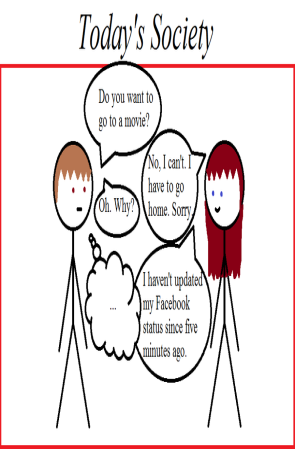 Today's Society
Do you want to
go to a movie?
No, I can't. I
have to go
home. Sorry.
Oh. Why?
I haven't updated
my Facebook
status since five
minutes ago.
...